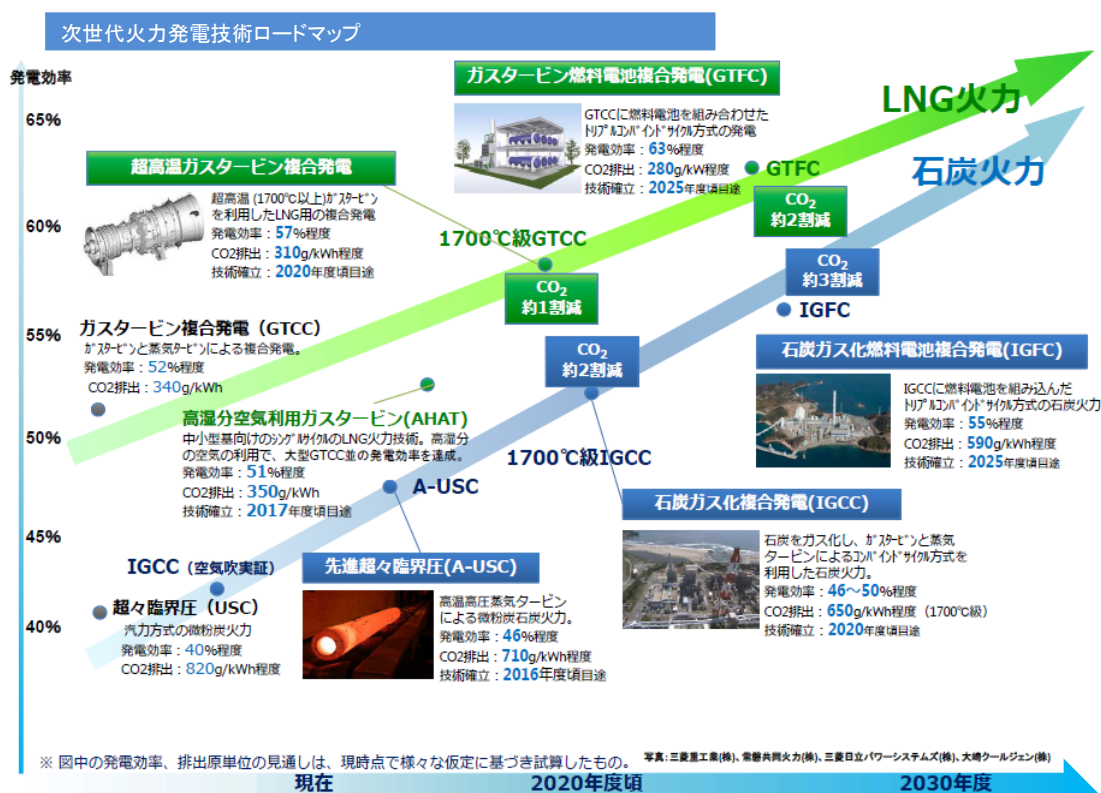 次世代火力発電技術ロードマップ
発電効率
65%
60%
55%
50%
45%
40%
LNG火力
石炭火力
ガスタービン燃料電池複合発電(GTFC)
GTCCに燃料電池を組み合わせた
トリプルコンバインドサイクル方式の発電
発電効率：63%程度
CO2排出：280g/kW程度
技術確立：2025年度頃目途
GTFC
CO2
約2割減
超高温ガスタービン複合発電
超高温 (1700℃以上)ガスタービン
を利用したLNG用の複合発電
発電効率：57%程度
CO2排出：310g/kWh程度
技術確立：2020年度頃目途
1700℃級GTCC
CO2
約1割減
CO2
約3割減
IGFC
ガスタービン複合発電（GTCC）
ガスタービンと蒸気タービンによる複合発電。
発電効率：52%程度
CO2排出：340g/kWh
CO2
約2割減
石炭ガス化燃料電池複合発電(IGFC)
IGCCに燃料電池を組み込んだ
トリプルコンバインドサイクル方式の石炭火力
発電効率：55%程度
CO2排出：590g/kWh程度
技術確立：2025年度頃目途
高湿分空気利用ガスタービン(AHAT)
中小型基向けのシングルサイクルのLNG火力技術。高湿分
の空気の利用で、大型GTCC並の発電効率を達成。
発電効率：51%程度
CO2排出：350g/kWh
技術確立：2017年度頃目途
1700℃級IGCC
A-USC
石炭ガス化複合発電(IGCC)
石炭をガス化し、ガスタービンと蒸気
タービンによるコンバインドサイクル方式を
利用した石炭火力。
発電効率：46～50%程度
CO2排出：650g/kWh程度（1700℃級）
技術確立：2020年度頃目途
IGCC（空気吹実証）
先進超々臨界圧(A-USC)
高温高圧蒸気タービン
による微粉炭石炭火力。
発電効率：46%程度
CO2排出：710g/kWh程度
技術確立：2016年度頃目途
超々臨界圧（USC）
汽力方式の微粉炭火力
発電効率：40%程度
CO2排出：820g/kWh程度
※ 図中の発電効率、排出原単位の見通しは、現時点で様々な仮定に基づき試算したもの。
写真：三菱重工業(株)、常磐共同火力(株)、三菱日立パワーシステムズ(株)、大崎クールジェン(株)
現在
2020年度頃
2030年度